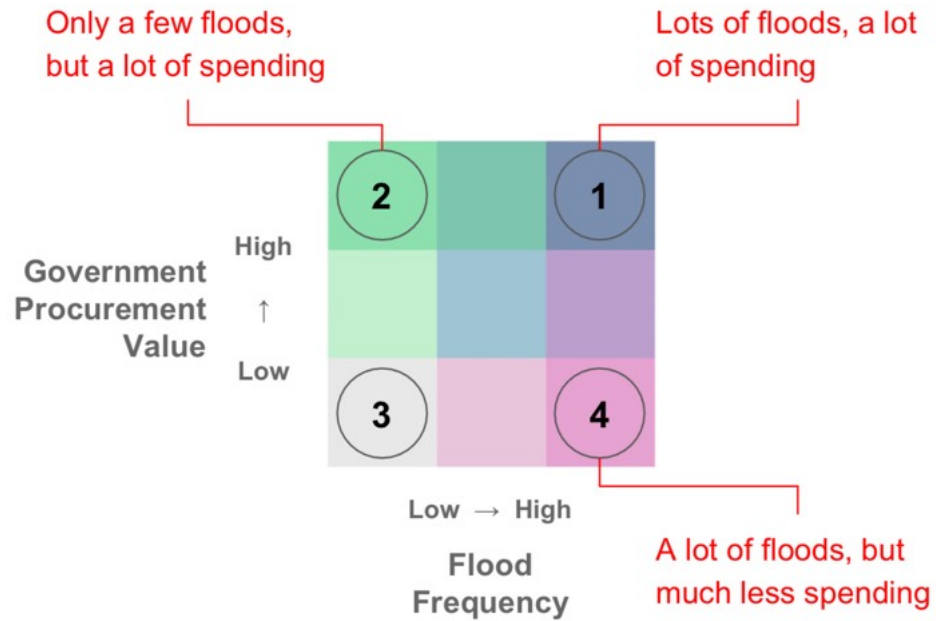 Only a few floods,
but a lot of spending
Lots of floods, a lot
of spending
2
1
High
Government
Procurement
Value
↑
Low
3
4
Low → High
Flood
Frequency
A lot of floods, but
much less spending